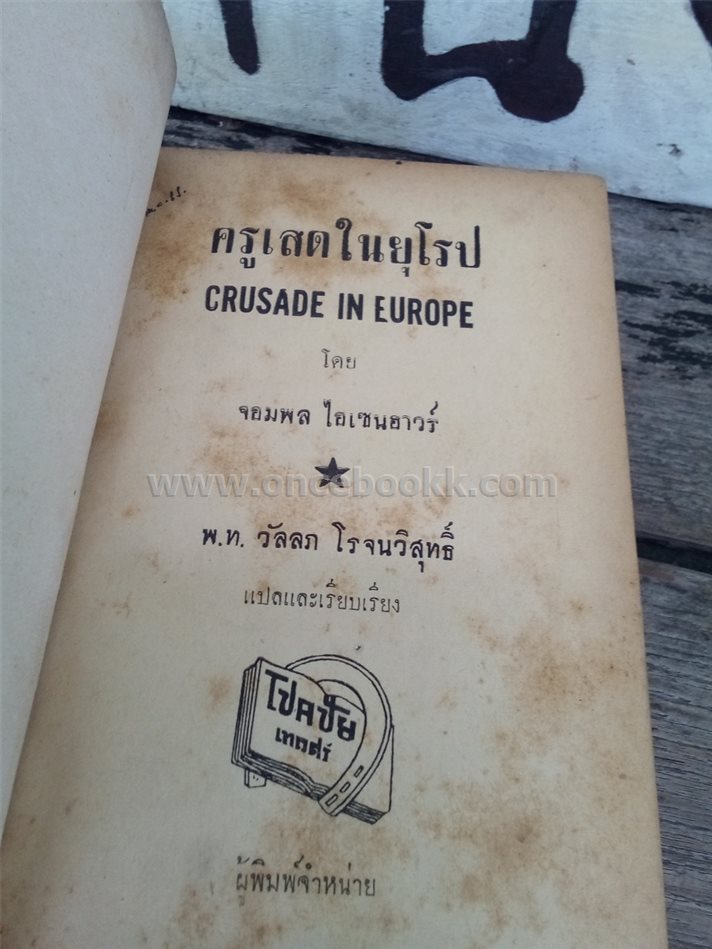 ครูเสดในยุโรป
CRUSADE IN EUROPE
โดย
จอมพล ไอเซนฮาวร์
www.oncebookk.com
พ.ท. วัลลภ โรจนวิสุทธิ์
แปลและเรียบเรียง
โชคชัย
เทเวศร์
ผู้พิมพ์จำหน่าย